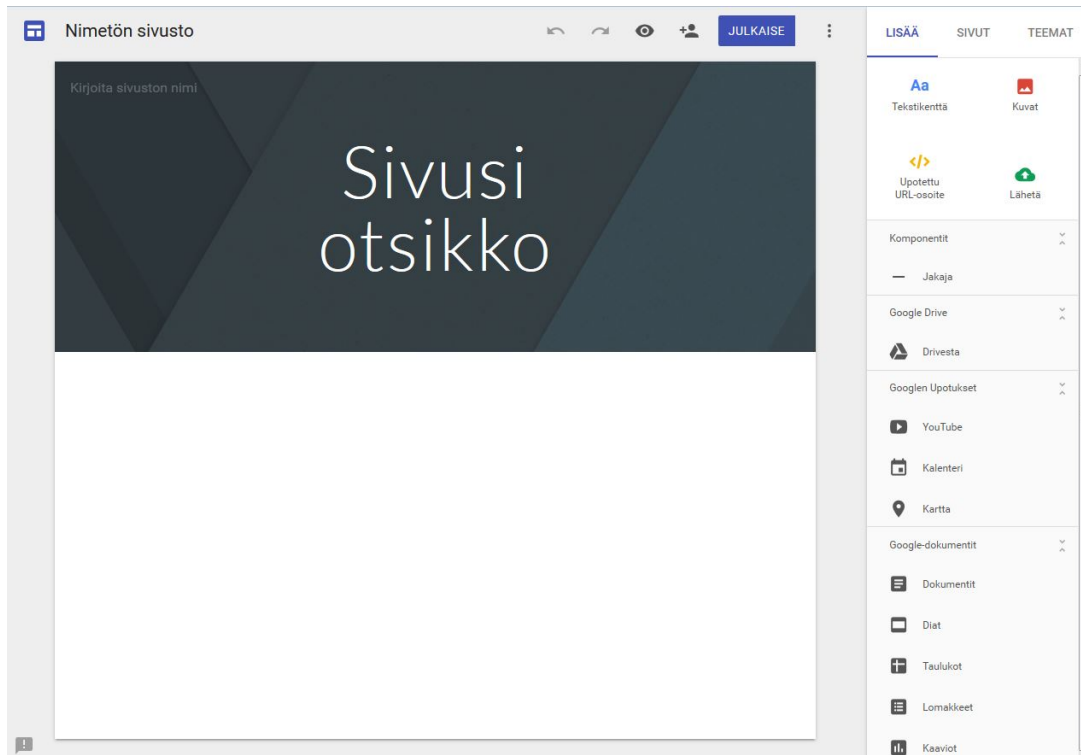 Nimetön sivusto
JULKAISE
Kirjoita sivuston nimi
Sivusi
otsikko
LISÄÄ SIVUT TEEMAT
Aa
Tekstikenttä Kuvat
</>
Upotettu
URL-osoite Lähetä
Komponentit
Jakaja
Google Drive
Drivesta
Googlen Upotukset
YouTube
Kalenteri
Kartta
Google-dokumentit
Dokumentit
Diat
Taulukot
Lomakkeet
Kaaviot